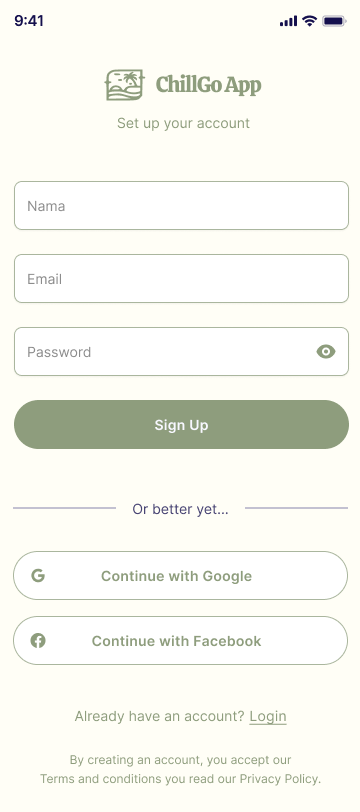 9:41
ChillGo App
Set up your account
Nama
Email
Password
Sign Up
Or better yet...
Continue with Google
Continue with Facebook
Already have an account? Login
By creating an account, you accept our
Terms and conditions you read our Privacy Policy.